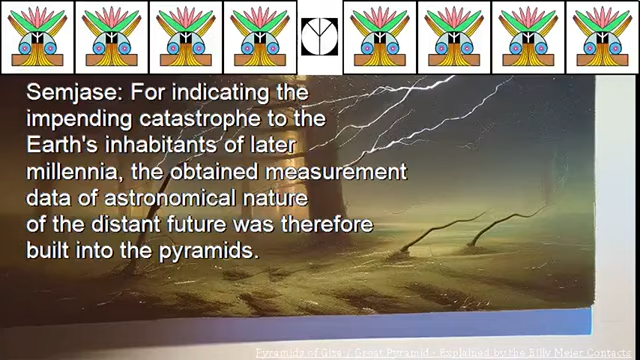 Semjase: For indicating the
impending catastrophe to the
Earth's inhabitants of later
millennia, the obtained measurement
data of astronomical nature
of the distant future was therefore
built into the pyramids.
Pyramids of Giza / Great Pyramid - Explained by the Billy Meier Contacts